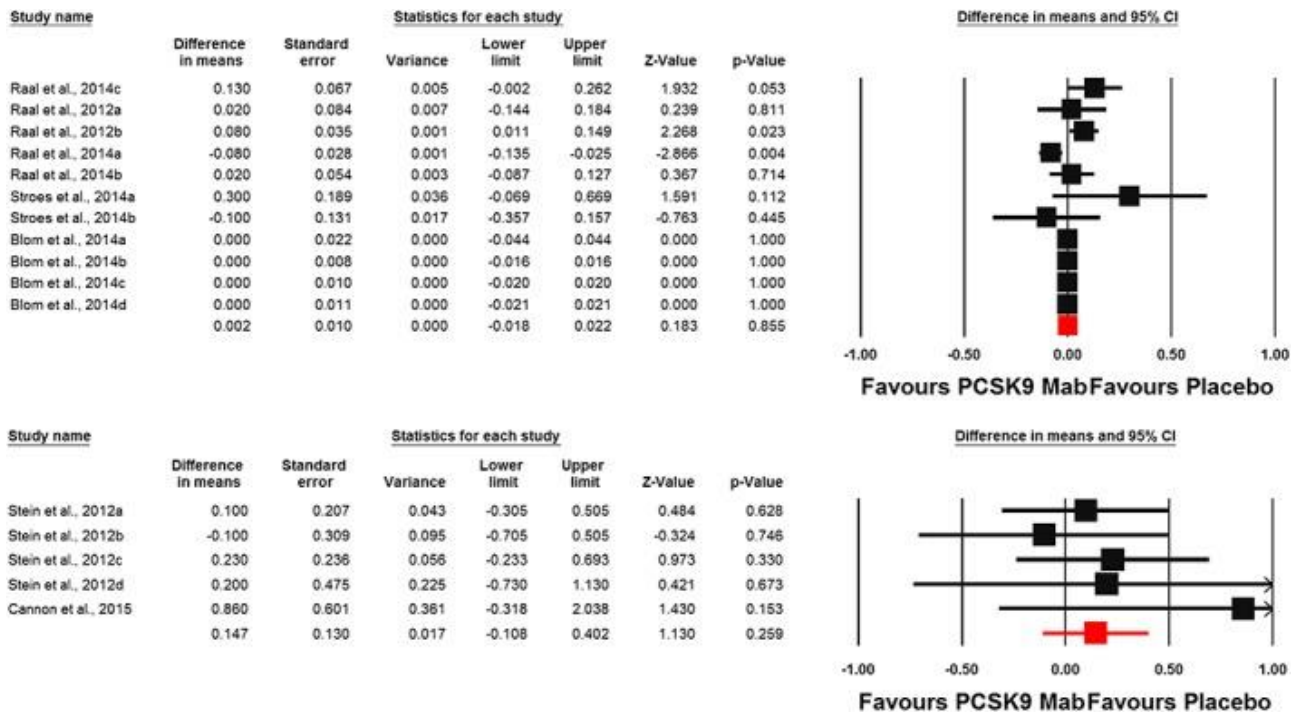 Study name Statistics for each study Difference in means and 95% CI
Difference in means Standard error Variance Lower limit Upper limit Z-Value p-Value
Raal et al., 2014c 0.130 0.067 0.005 -0.002 0.262 1.932 0.053
Raal et al., 2012a 0.020 0.084 0.007 -0.144 0.184 0.239 0.811
Raal et al., 2012b 0.080 0.035 0.001 0.011 0.149 2.268 0.023
Raal et al., 2014a -0.080 0.028 0.001 -0.135 -0.025 -2.866 0.004
Raal et al., 2014b 0.020 0.054 0.003 -0.087 0.127 0.367 0.714
Stroes et al., 2014a 0.300 0.189 0.036 -0.069 0.669 1.591 0.112
Stroes et al., 2014b -0.100 0.131 0.017 -0.357 0.157 -0.763 0.445
Blom et al., 2014a 0.000 0.022 0.000 -0.044 0.044 0.000 1.000
Blom et al., 2014b 0.000 0.008 0.000 -0.016 0.016 0.000 1.000
Blom et al., 2014c 0.000 0.010 0.000 -0.020 0.020 0.000 1.000
Blom et al., 2014d 0.000 0.011 0.000 -0.021 0.021 0.000 1.000
0.002 0.010 0.000 -0.018 0.022 0.183 0.855
-1.00 -0.50 0.00 0.50 1.00
Favours PCSK9 MabFavours Placebo
Study name Statistics for each study Difference in means and 95% CI
Difference in means Standard error Variance Lower limit Upper limit Z-Value p-Value
Stein et al., 2012a 0.100 0.207 0.043 -0.305 0.505 0.484 0.628
Stein et al., 2012b -0.100 0.309 0.095 -0.705 0.505 -0.324 0.746
Stein et al., 2012c 0.230 0.236 0.056 -0.233 0.693 0.973 0.330
Stein et al., 2012d 0.200 0.475 0.225 -0.730 1.130 0.421 0.673
Cannon et al., 2015 0.860 0.601 0.361 -0.318 2.038 1.430 0.153
0.147 0.130 0.017 -0.108 0.402 1.130 0.259
-1.00 -0.50 0.00 0.50 1.00
Favours PCSK9 MabFavours Placebo